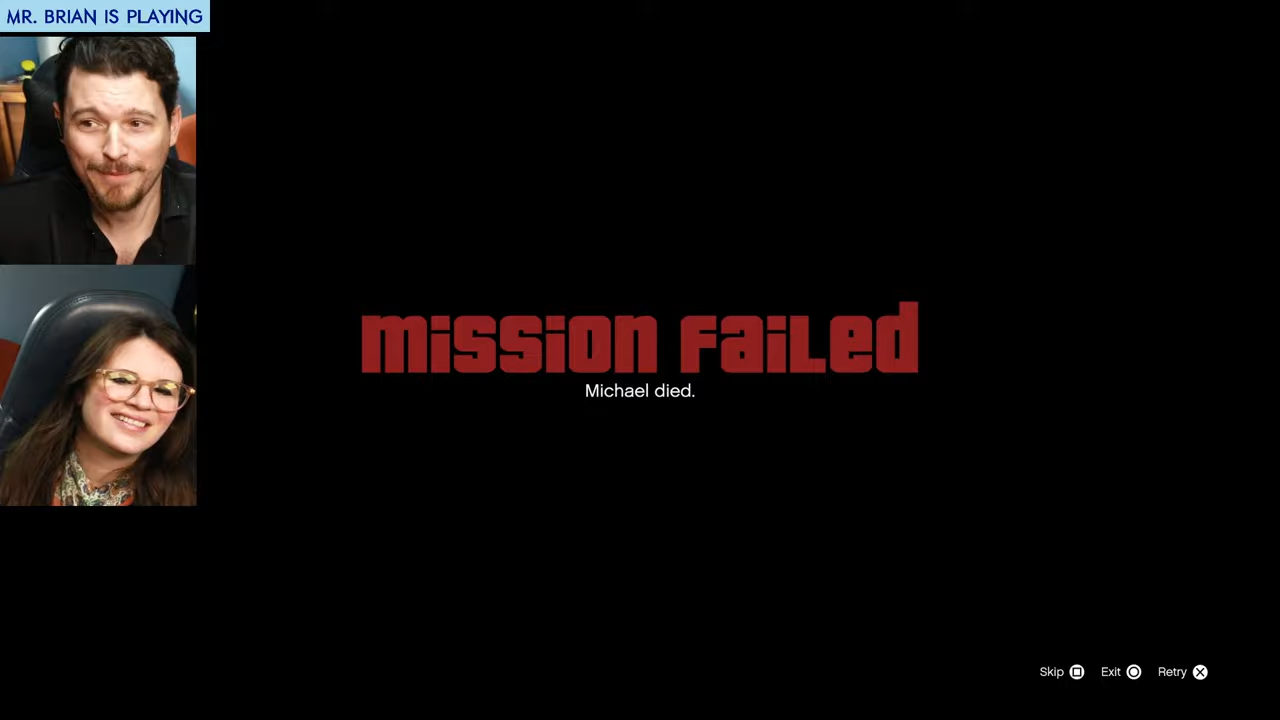 MR. BRIAN IS PLAYING
mission failed
Michael died.
Skip Exit Retry